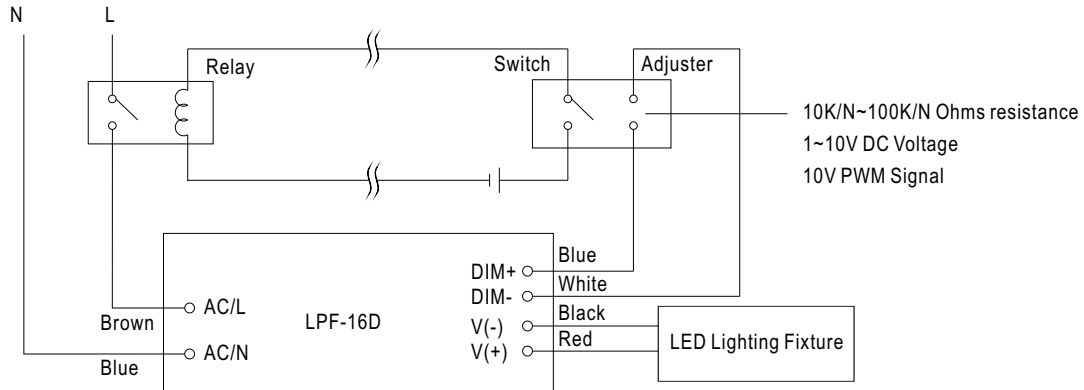 N
L
Relay
Switch
Adjuster
10K/N~100K/N Ohms resistance
1~10V DC Voltage
10V PWM Signal
Blue
DIM+
White
DIM-
Black
AC/L
LPF-16D
V(-)
Red
LED Lighting Fixture
Brown
V(+)
AC/N
Blue